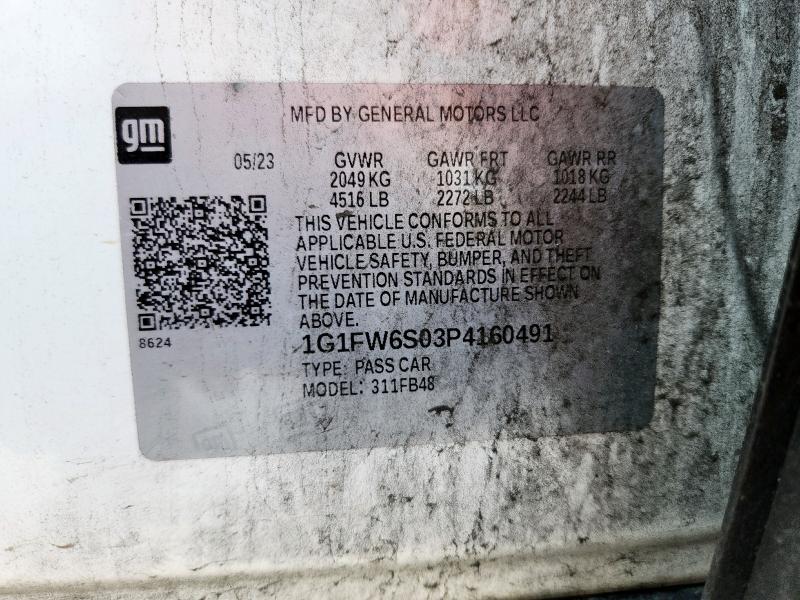 gm
MFD BY GENERAL MOTORS LLC
05/23 GVWR GAWR FRT GAWR RR
2049 KG 1031 KG 1018 KG
4516 LB 2272 LB 2244 LB
THIS VEHICLE CONFORMS TO ALL
APPLICABLE U.S. FEDERAL MOTOR
VEHICLE SAFETY, BUMPER, AND THEFT
PREVENTION STANDARDS IN EFFECT ON
THE DATE OF MANUFACTURE SHOWN
ABOVE.
8624
1G1FW6S03P4160491
TYPE: PASS CAR
MODEL: 311FB48
gm